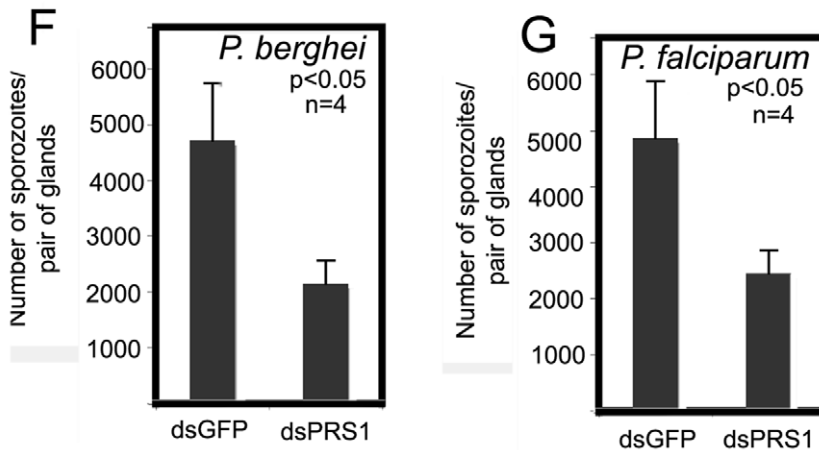 F
P. berghei
p<0.05
n=4
Number of sporozoites/
pair of glands
6000
5000
4000
3000
2000
1000
dsGFP dsPRS1
G
P. falciparum
p<0.05
n=4
Number of sporozoites/
pair of glands
6000
5000
4000
3000
2000
1000
dsGFP dsPRS1